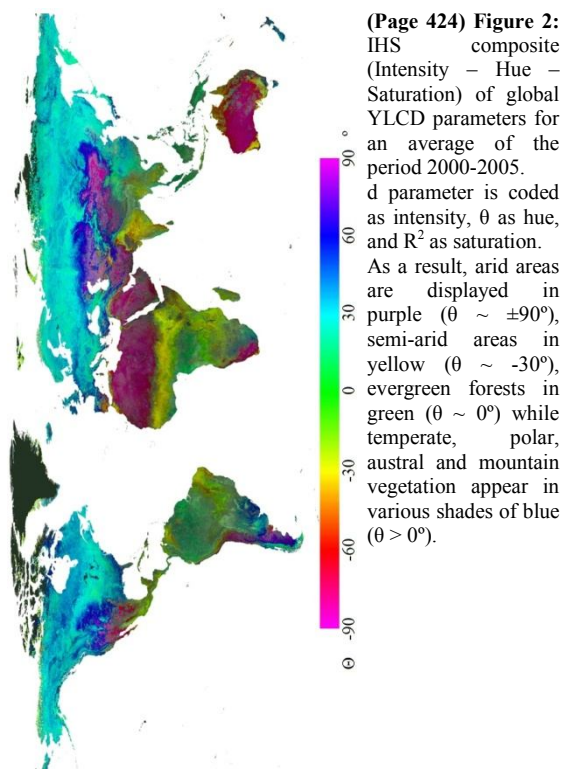 (Page 424) Figure 2:
IHS composite
(Intensity – Hue –
Saturation) of global
YLCD parameters for
an average of the
period 2000-2005.
d parameter is coded
as intensity, θ as hue,
and R² as saturation.
As a result, arid areas
are displayed in
purple (θ ~ ±90º),
semi-arid areas in
yellow (θ ~ -30º),
evergreen forests in
green (θ ~ 0º) while
temperate, polar,
austral and mountain
vegetation appear in
various shades of blue
(θ > 0º).
Θ -90 -60 -30 0 30 60 90 °